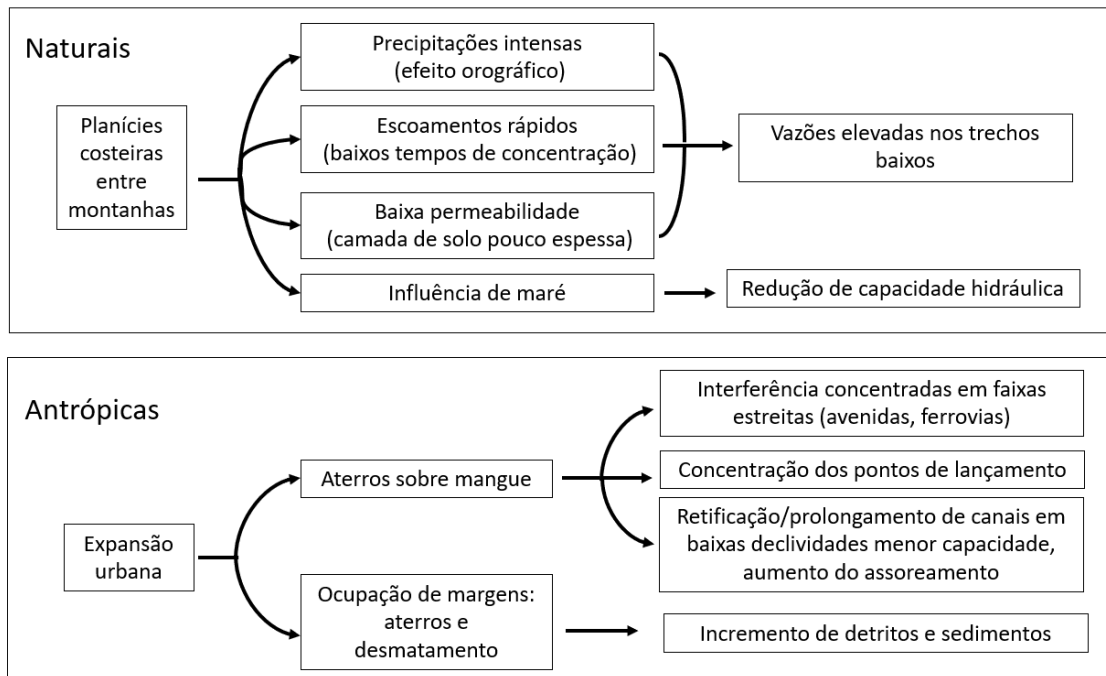 Naturais
Planícies
costeiras
entre
montanhas
Precipitações intensas
(efeito orográfico)
Escoamentos rápidos
(baixos tempos de concentração)
Baixa permeabilidade
(camada de solo pouco espessa)
Influência de maré
Vazões elevadas nos trechos
baixos
Redução de capacidade hidráulica
Antrópicas
Expansão
urbana
Aterros sobre mangue
Ocupação de margens:
aterros e
desmatamento
Interferência concentradas em faixas
estreitas (avenidas, ferrovias)
Concentração dos pontos de lançamento
Retificação/prolongamento de canais em
baixas declividades menor capacidade,
aumento do assoreamento
Incremento de detritos e sedimentos